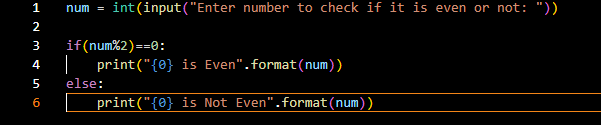 1 num = int(input("Enter number to check if it is even or not: "))
2
3 if(num%2)==0:
4     print("{0} is Even".format(num))
5 else:
6     print("{0} is Not Even".format(num))